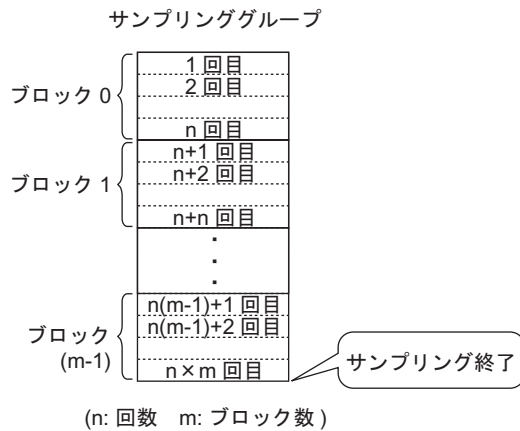 サンプリンググループ
ブロック 0
1 回目
2 回目
n 回目
ブロック 1
n+1 回目
n+2 回目
n+n 回目
ブロック
(m-1)
n(m-1)+1 回目
n(m-1)+2 回目
n×m 回目
サンプリング終了
(n: 回数 m: ブロック数 )